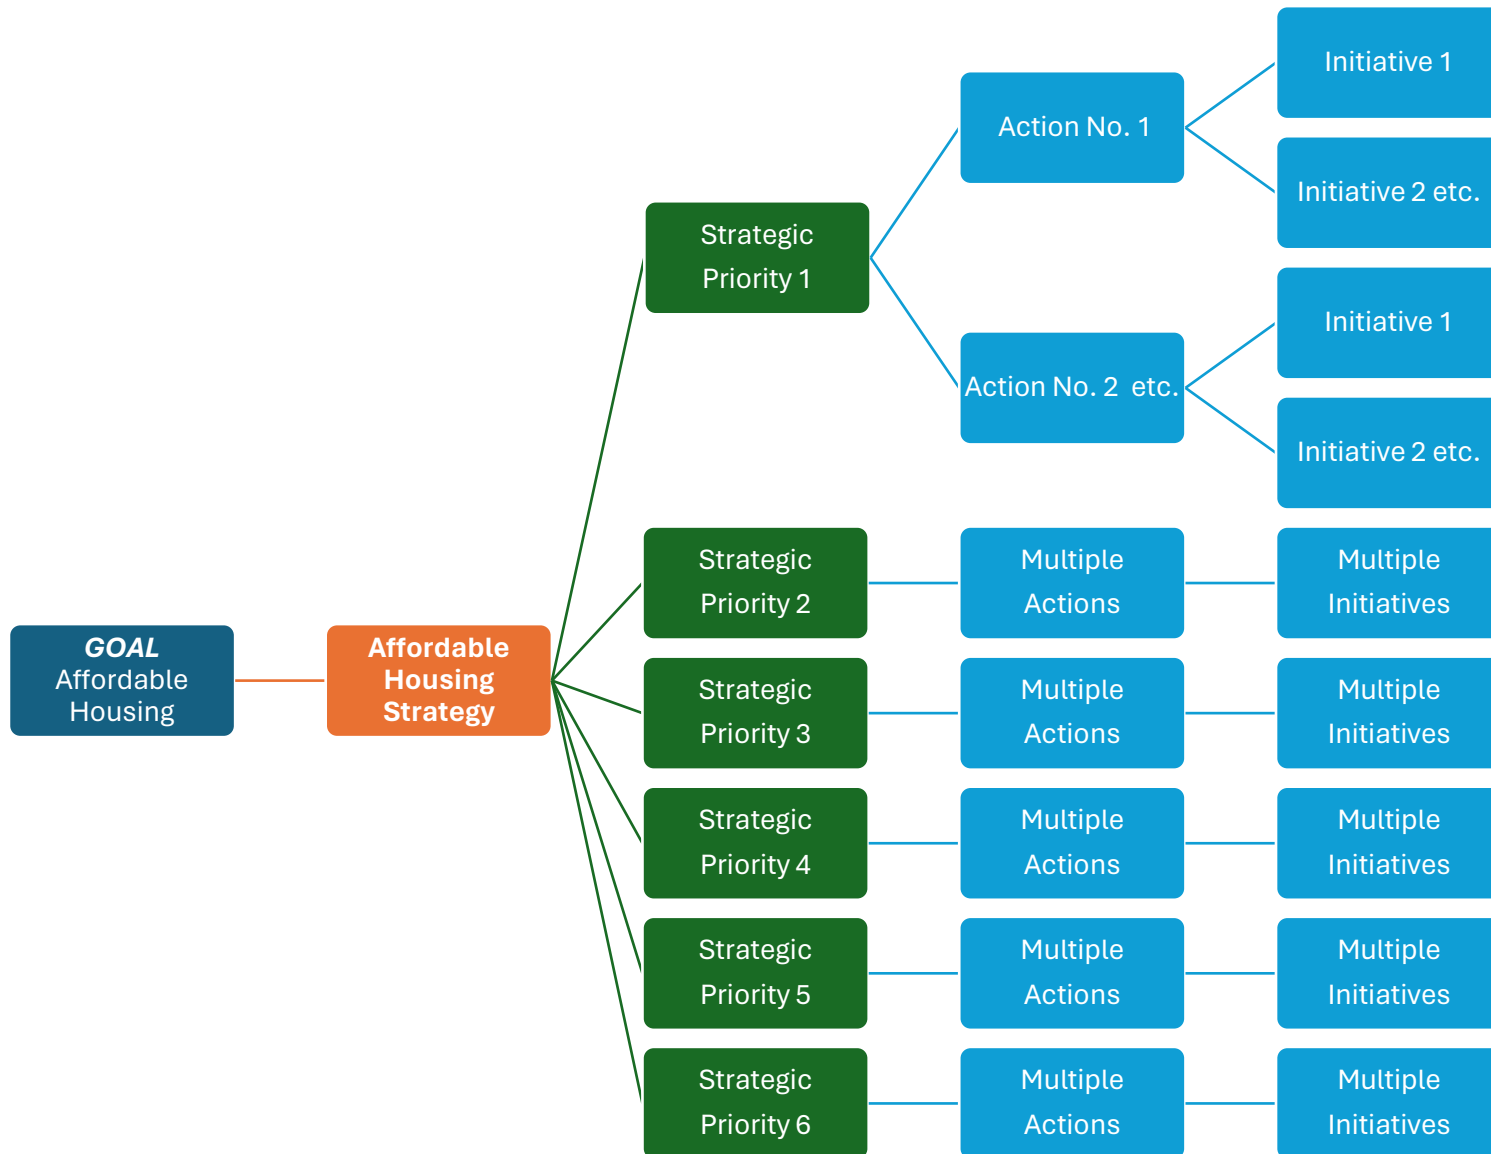 GOAL
Affordable
Housing
Affordable
Housing
Strategy
Strategic
Priority 1
Action No. 1
Initiative 1
Initiative 2 etc.
Action No. 2  etc.
Initiative 1
Initiative 2 etc.
Strategic
Priority 2
Multiple
Actions
Multiple
Initiatives
Strategic
Priority 3
Multiple
Actions
Multiple
Initiatives
Strategic
Priority 4
Multiple
Actions
Multiple
Initiatives
Strategic
Priority 5
Multiple
Actions
Multiple
Initiatives
Strategic
Priority 6
Multiple
Actions
Multiple
Initiatives